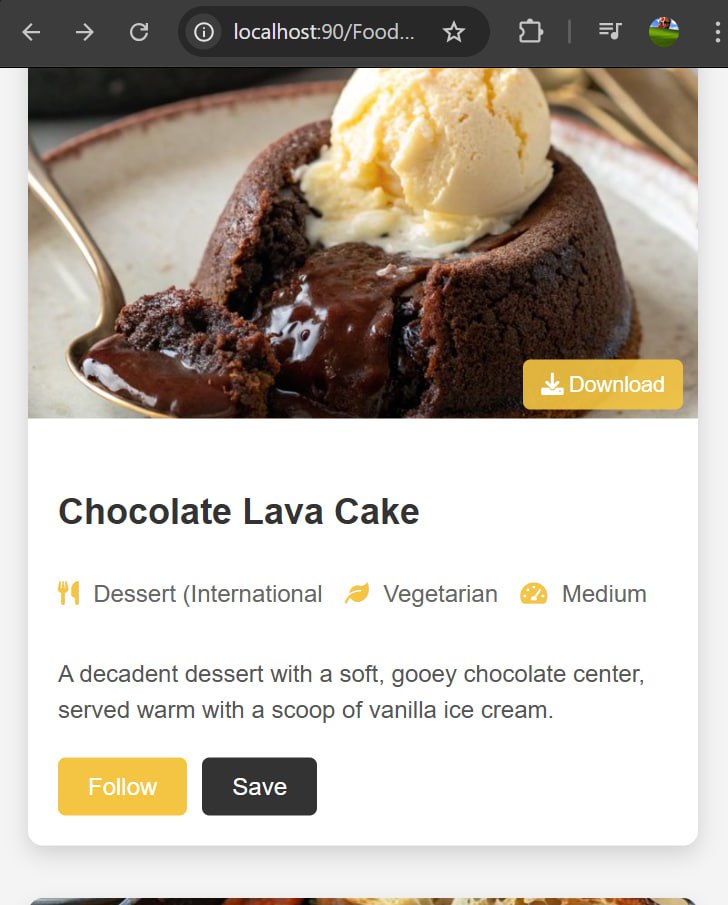 localhost:90/Food...
Download
Chocolate Lava Cake
Dessert (International Vegetarian Medium
A decadent dessert with a soft, gooey chocolate center,
served warm with a scoop of vanilla ice cream.
Follow Save